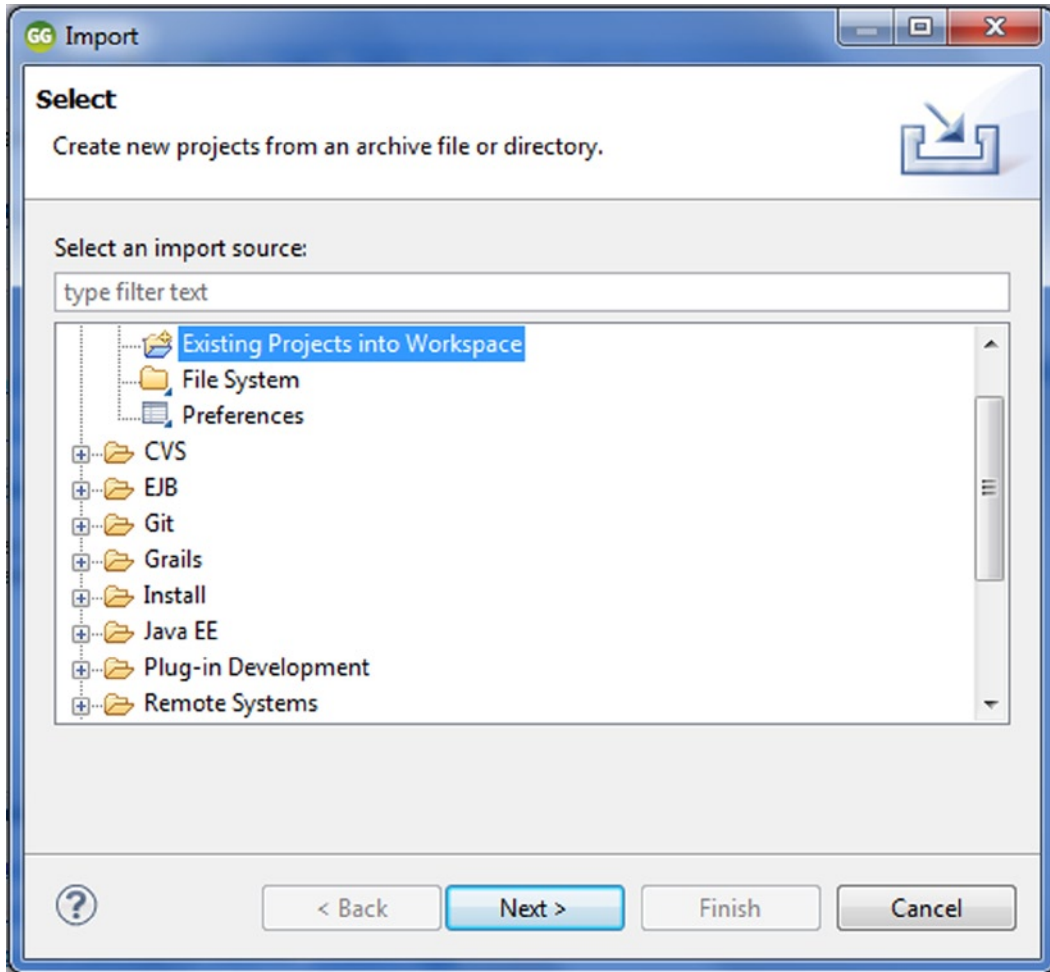 GG Import
Select
Create new projects from an archive file or directory.
Select an import source:
type filter text
Existing Projects into Workspace
File System
Preferences
CVS
EJB
Git
Grails
Install
Java EE
Plug-in Development
Remote Systems
? < Back Next > Finish Cancel